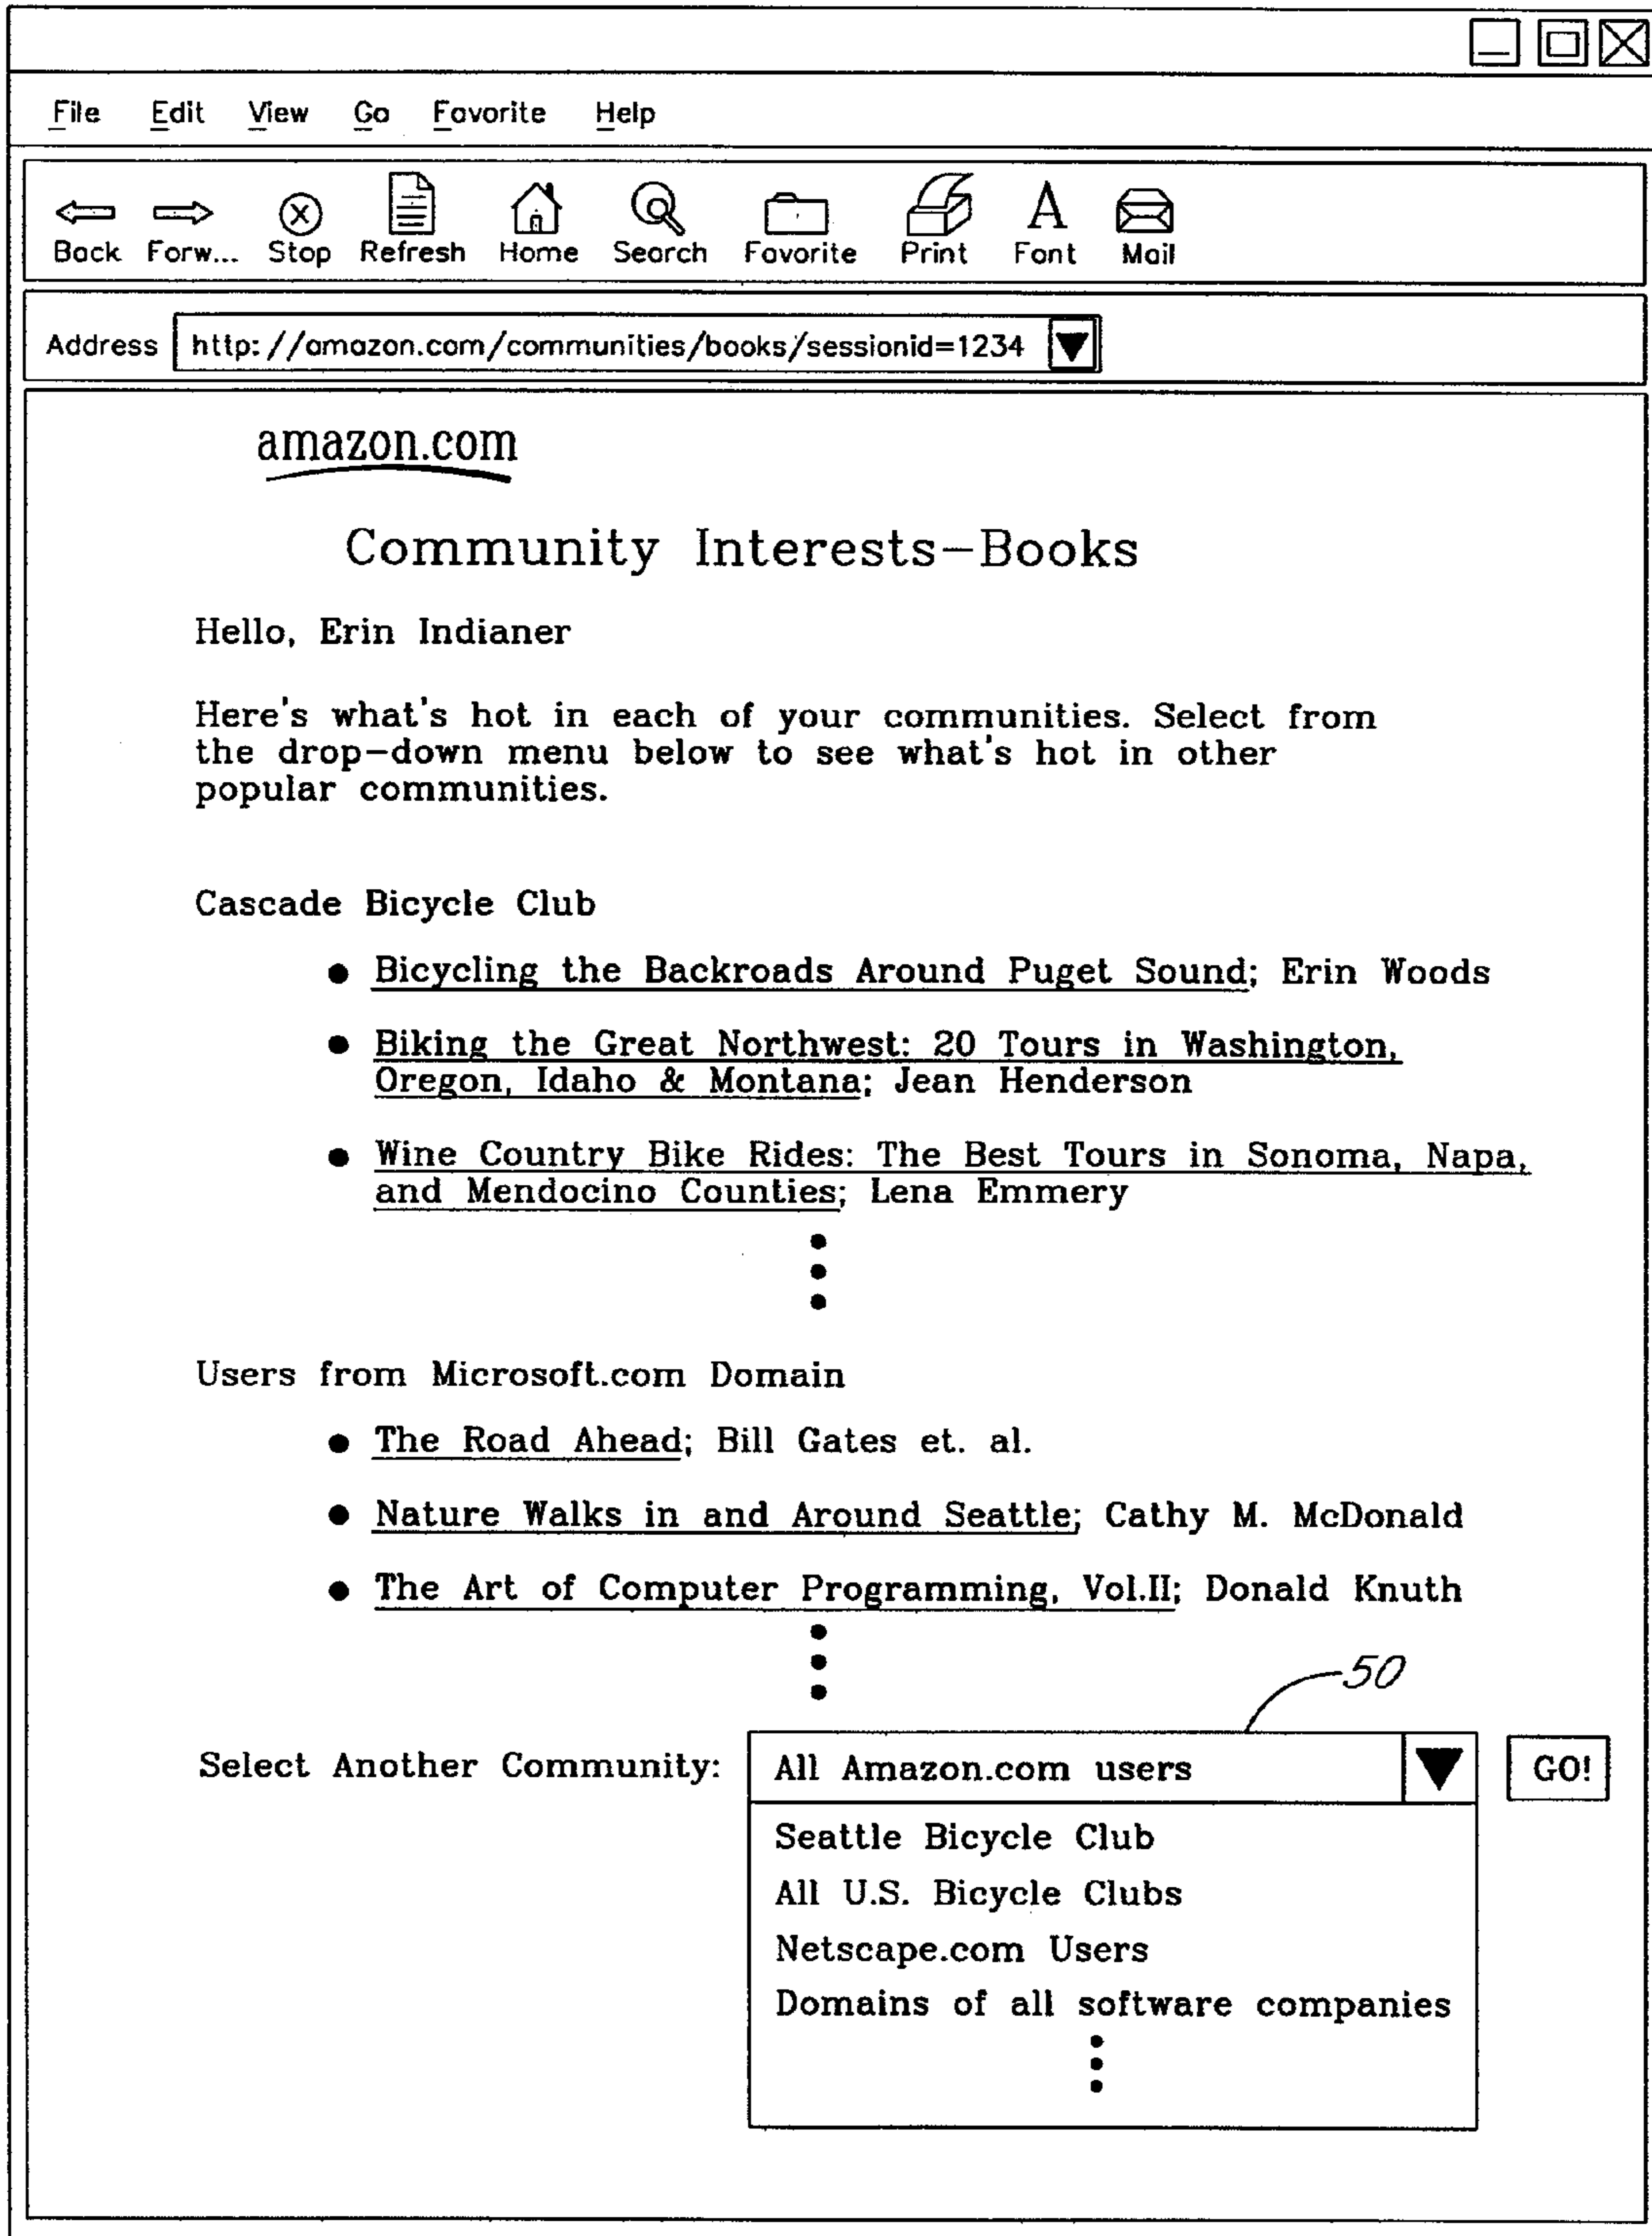 File Edit View Go Favorite Help
Back Forw... Stop Refresh Home Search Favorite Print Font Mail
Address http://amazon.com/communities/books/sessionid=1234
amazon.com
Community Interests-Books
Hello, Erin Indianer
Here's what's hot in each of your communities. Select from
the drop-down menu below to see what's hot in other
popular communities.
Cascade Bicycle Club
● Bicycling the Backroads Around Puget Sound; Erin Woods
● Biking the Great Northwest: 20 Tours in Washington,
Oregon, Idaho & Montana; Jean Henderson
● Wine Country Bike Rides: The Best Tours in Sonoma, Napa,
and Mendocino Counties; Lena Emmery
Users from Microsoft.com Domain
● The Road Ahead; Bill Gates et. al.
● Nature Walks in and Around Seattle; Cathy M. McDonald
● The Art of Computer Programming, Vol.II; Donald Knuth
50
Select Another Community: All Amazon.com users GO!
Seattle Bicycle Club
All U.S. Bicycle Clubs
Netscape.com Users
Domains of all software companies